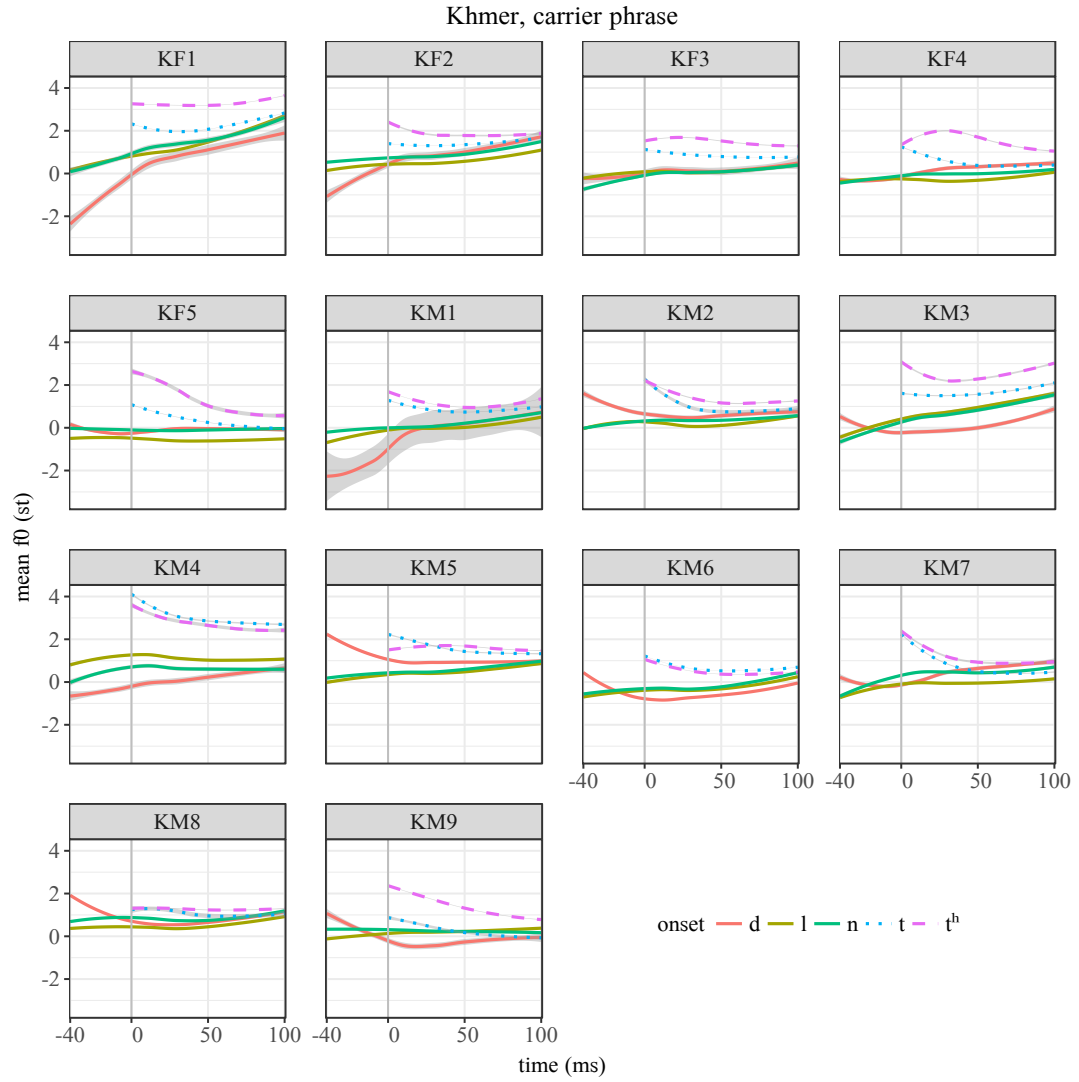 Khmer, carrier phrase
KF1 KF2 KF3 KF4
4
2
0
-2
KF5 KM1 KM2 KM3
4
2
0
-2
mean f0 (st)
KM4 KM5 KM6 KM7
4
2
0
-2
-40 0 50 100 -40 0 50 100
KM8 KM9
4
2
0
-2
onset d l n t tʰ
-40 0 50 100 -40 0 50 100
time (ms)